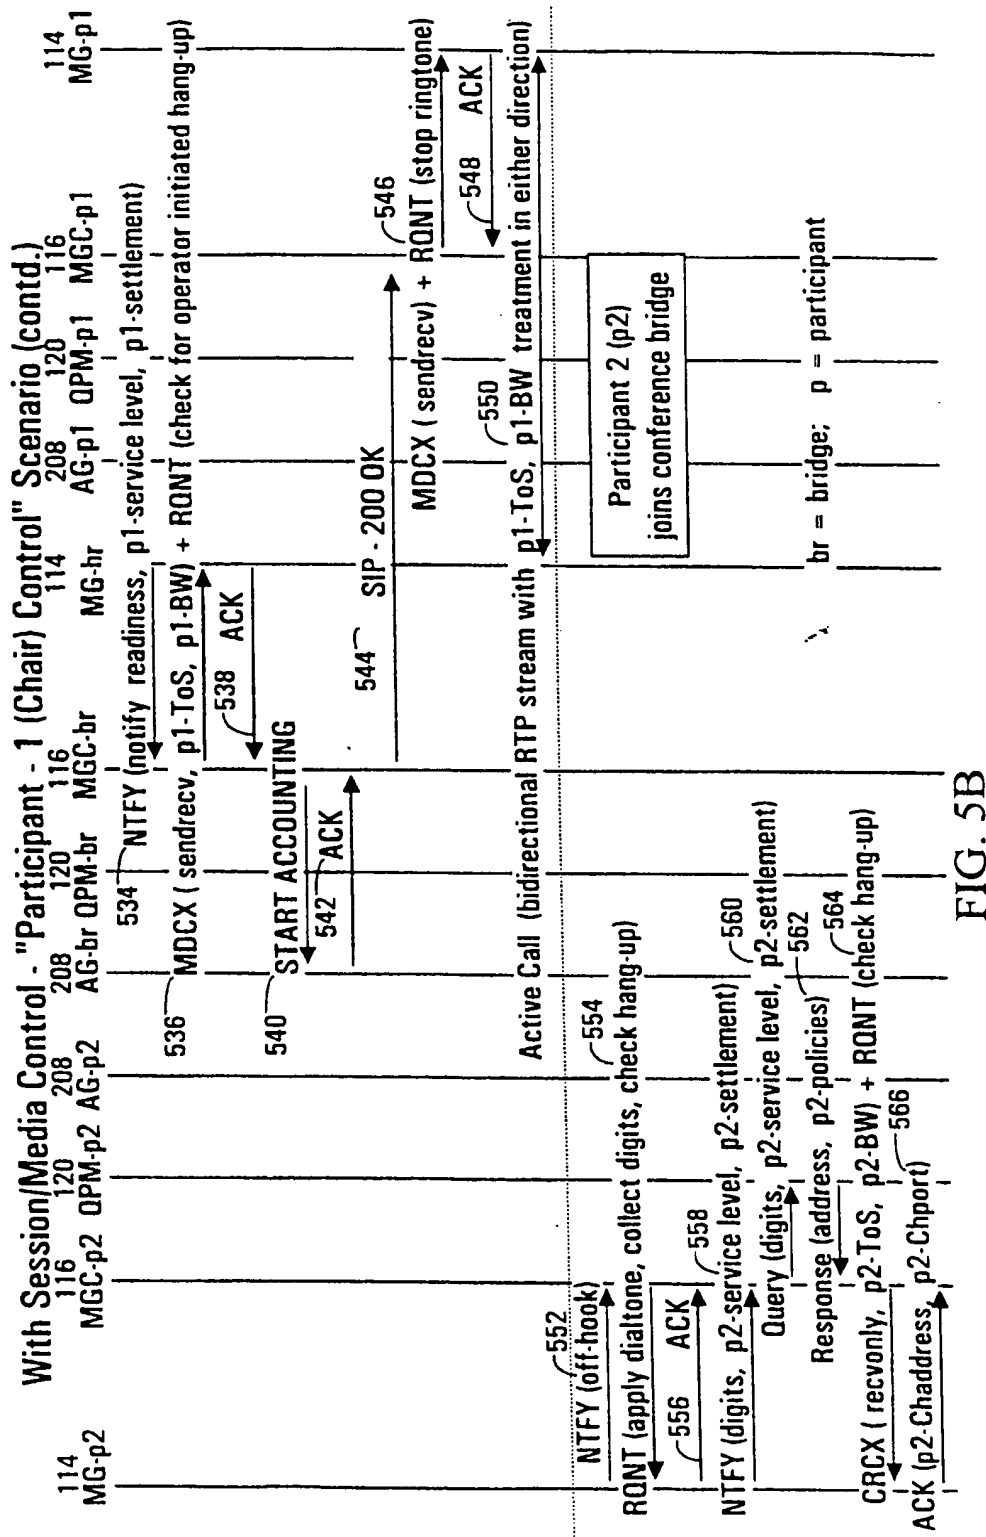 With Session/Media Control - "Participant - 1 (Chair) Control" Scenario (contd.)
114 116 120 208 208 120 116 114 208 120 116 114
MG-p2 MGC-p2 QPM-p2 AG-p2 AG-br QPM-br MGC-br MG-br AG-p1 QPM-p1 MGC-p1 MG-p1
534 NTFY (notify readiness, p1-service level, p1-settlement)
536 MDCX ( sendrecv, p1-ToS, p1-BW) + RQNT (check for operator initiated hang-up)
538 ACK
540 START ACCOUNTING
542 ACK
544 SIP - 200 OK
546
MDCX ( sendrecv) + RQNT (stop ringtone)
548 ACK
550
Active Call (bidirectional RTP stream with p1-ToS, p1-BW treatment in either direction)
552
NTFY (off-hook)
554
RQNT (apply dialtone, collect digits, check hang-up)
556 ACK
558
NTFY (digits, p2-service level, p2-settlement)
560
Query (digits, p2-service level, p2-settlement)
562
Response (address, p2-policies)
564
CRCX ( recvonly, p2-ToS, p2-BW) + RQNT (check hang-up)
566
ACK (p2-Chaddress, p2-Chport)
Participant 2 (p2)
joins conference bridge
br = bridge; p = participant
FIG. 5B